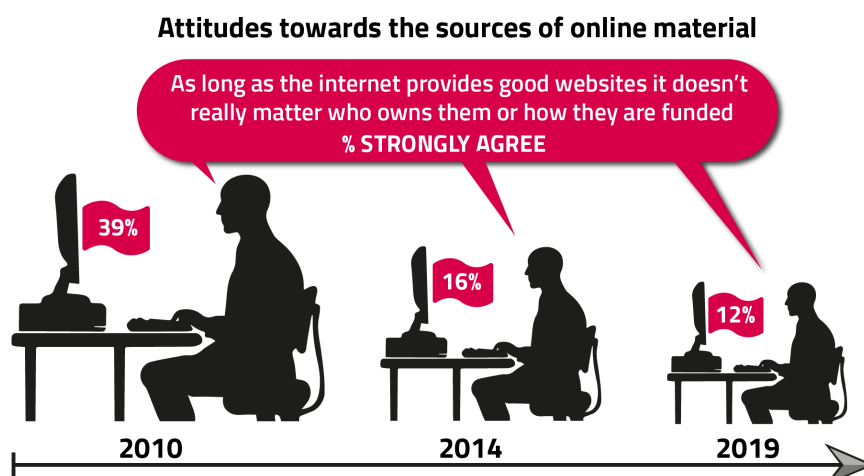 Attitudes towards the sources of online material
As long as the internet provides good websites it doesn't
really matter who owns them or how they are funded
% STRONGLY AGREE
39%
16%
12%
2010
2014
2019